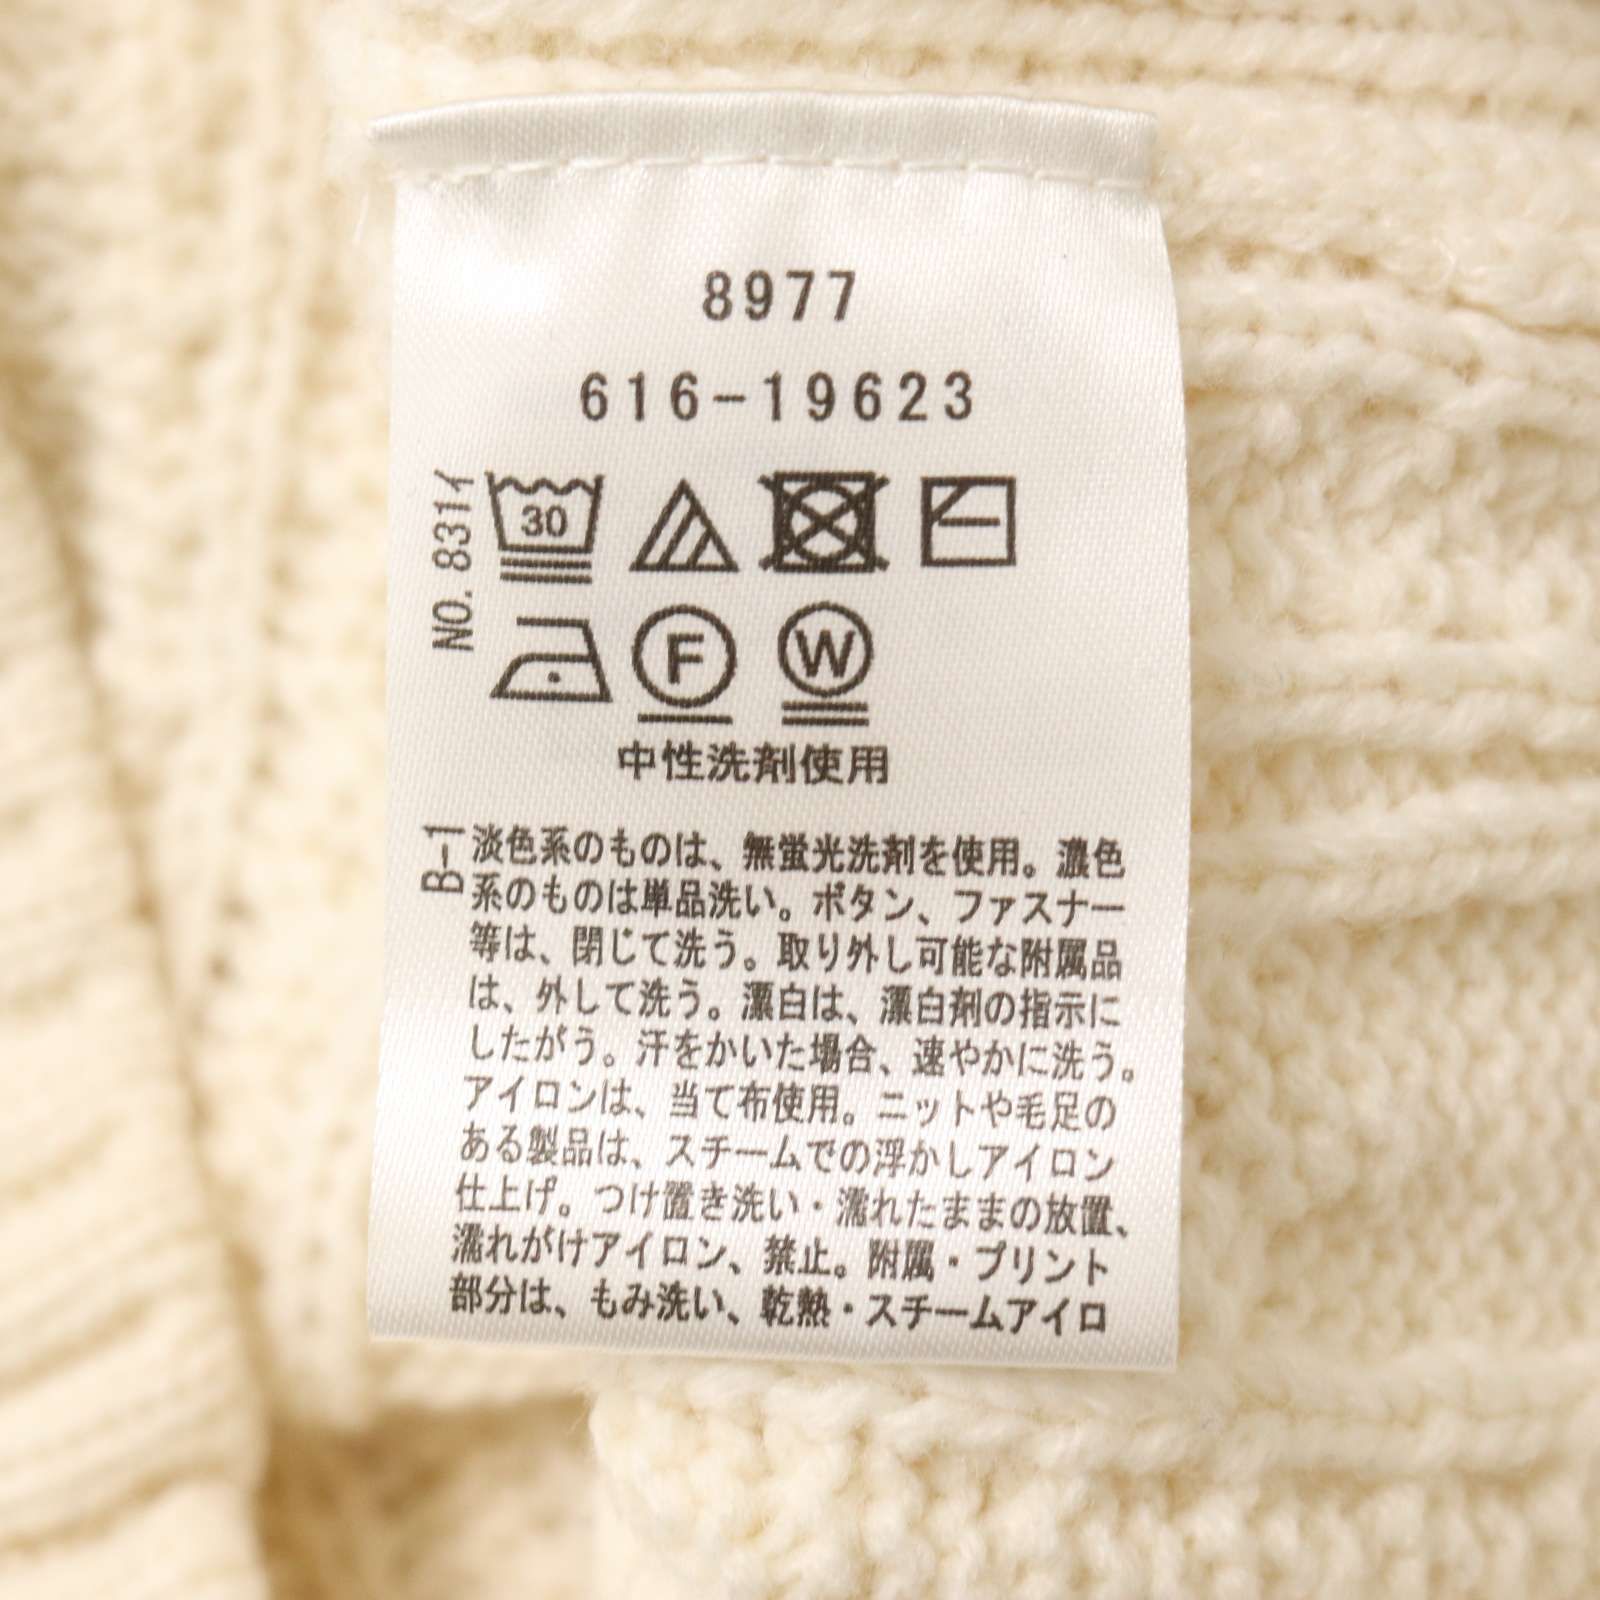 8977
616-19623
NO. 831イ
30
F
W
中性洗剤使用
B-1
淡色系のものは、無蛍光洗剤を使用。濃色
系のものは単品洗い。ボタン、ファスナー
等は、閉じて洗う。取り外し可能な附属品
は、外して洗う。漂白は、漂白剤の指示に
したがう。汗をかいた場合、速やかに洗う。
アイロンは、当て布使用。ニットや毛足の
ある製品は、スチームでの浮かしアイロン
仕上げ。つけ置き洗い・濡れたままの放置、
濡れがけアイロン、禁止。附属・プリント
部分は、もみ洗い、乾熱・スチームアイロ